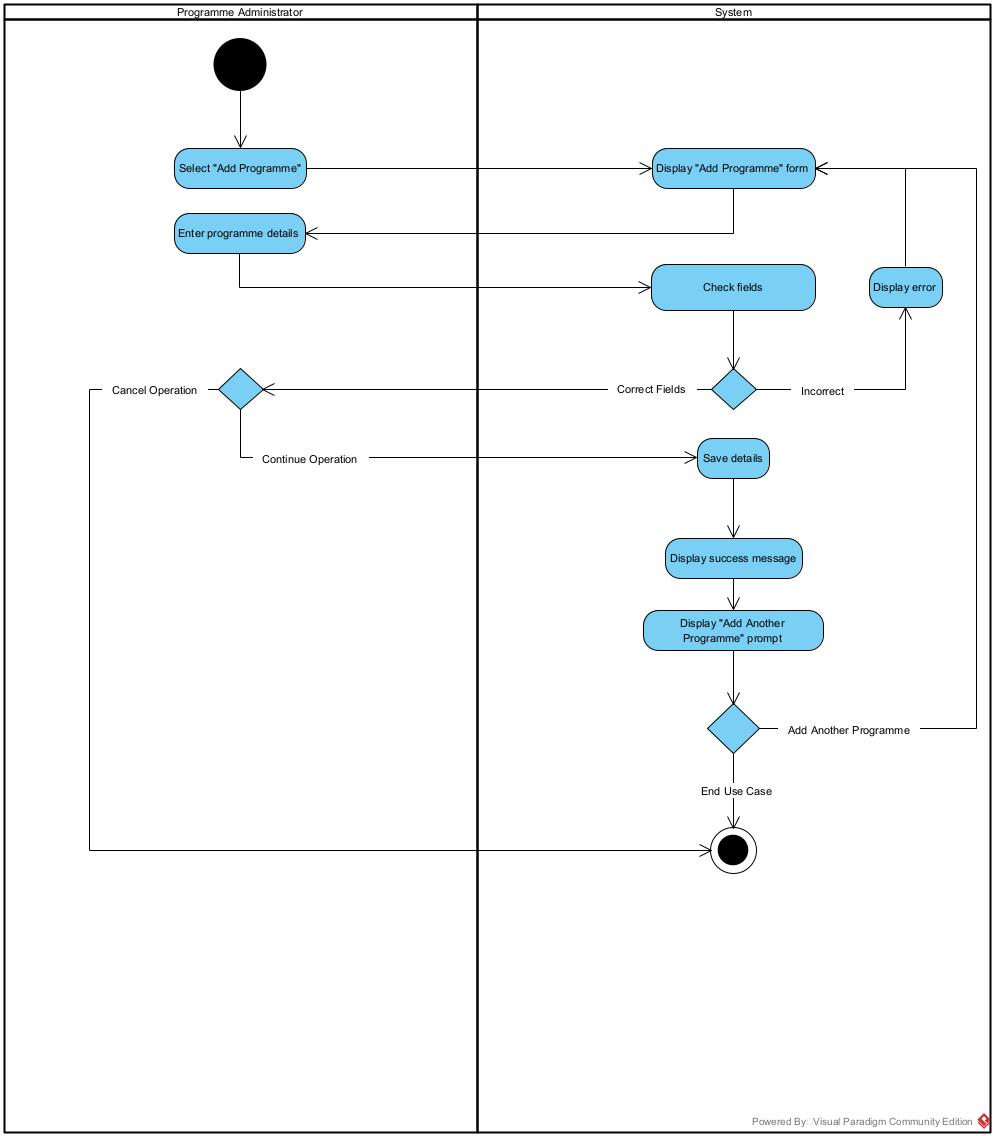 Programme Administrator
System
Select "Add Programme"
Display "Add Programme" form
Enter programme details
Check fields
Display error
Cancel Operation
Correct Fields
Incorrect
Continue Operation
Save details
Display success message
Display "Add Another
Programme" prompt
Add Another Programme
End Use Case
Powered By Visual Paradigm Community Edition